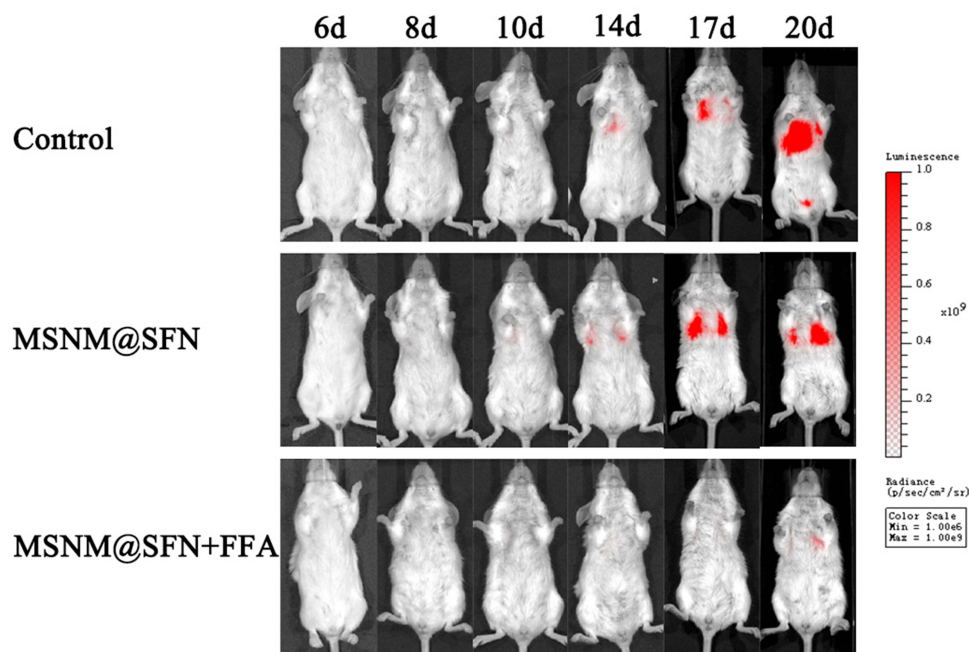 6d 8d 10d 14d 17d 20d
Control
MSNM@SFN
MSNM@SFN+FFA
Luminescence
1.0
0.8
0.6
x10⁹
0.4
0.2
Radiance
(p/sec/cm²/sr)
Color Scale
Min = 1.00e6
Max = 1.00e9